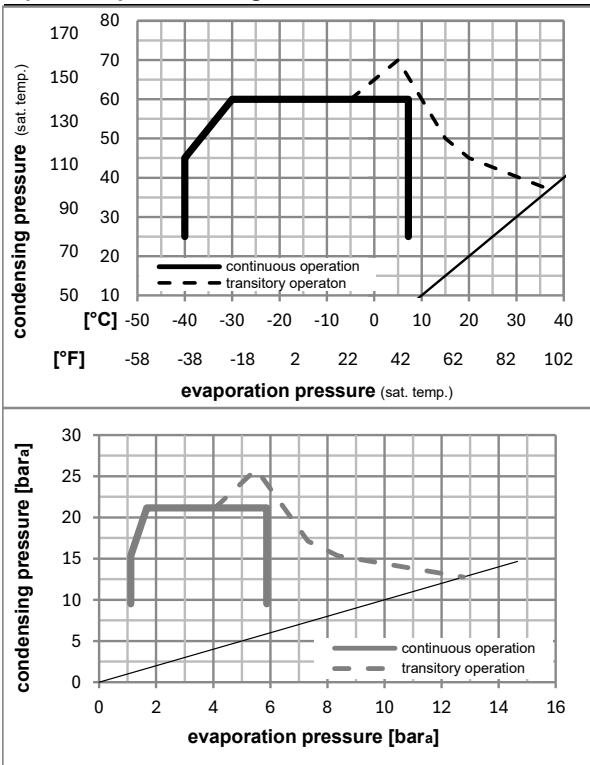 170
150
130
110
90
70
50
80
70
60
50
40
30
20
10
condensing pressure (sat. temp.)
continuous operation
transitory operaton
[°C] -50 -40 -30 -20 -10 0 10 20 30 40
[°F] -58 -38 -18 2 22 42 62 82 102
evaporation pressure (sat. temp.)
30
25
20
15
10
5
0
condensing pressure [bara]
continuous operation
transitory operation
0 2 4 6 8 10 12 14 16
evaporation pressure [bara]